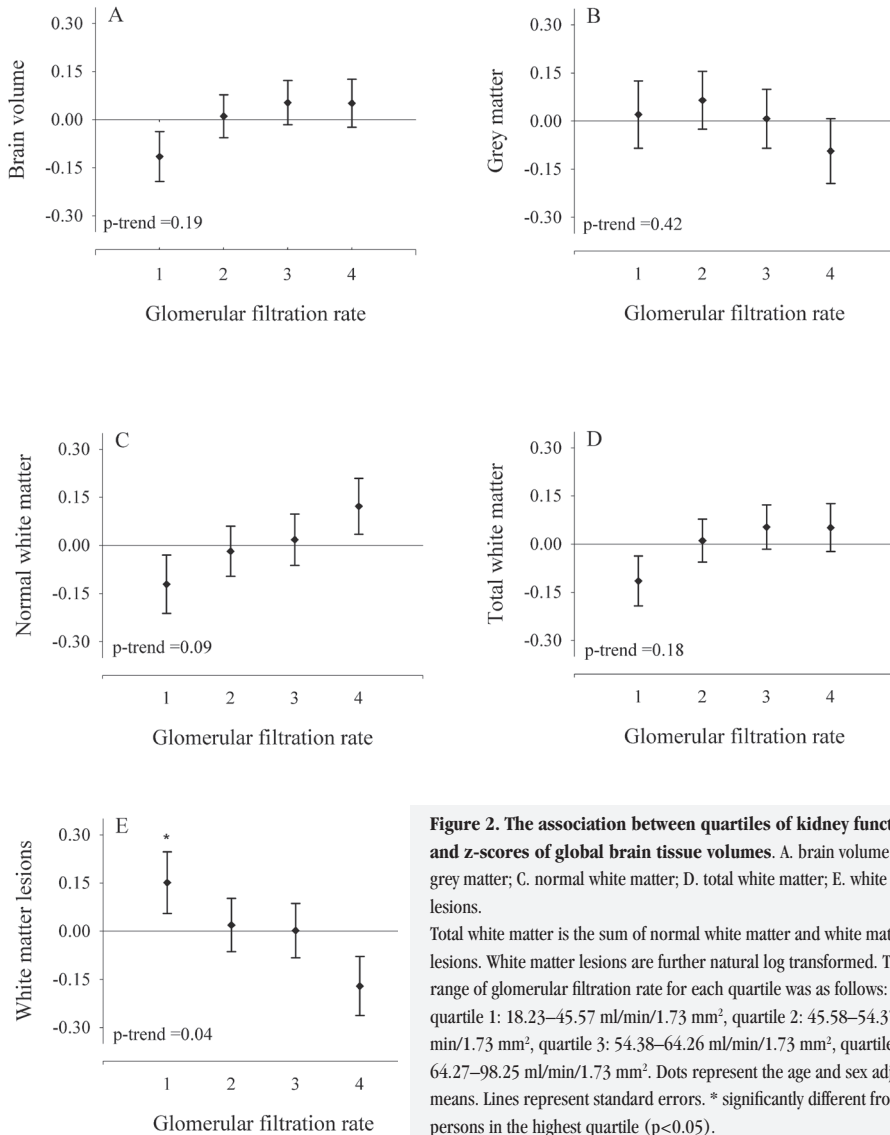 A
Brain volume
0.30
0.15
0.00
-0.15
-0.30
p-trend =0.19
1 2 3 4
Glomerular filtration rate
B
Grey matter
0.30
0.15
0.00
-0.15
-0.30
p-trend =0.42
1 2 3 4
Glomerular filtration rate
C
Normal white matter
0.30
0.15
0.00
-0.15
-0.30
p-trend =0.09
1 2 3 4
Glomerular filtration rate
D
Total white matter
0.30
0.15
0.00
-0.15
-0.30
p-trend =0.18
1 2 3 4
Glomerular filtration rate
E
White matter lesions
0.30
0.15
0.00
-0.15
-0.30
*
p-trend =0.04
1 2 3 4
Glomerular filtration rate
Figure 2. The association between quartiles of kidney
and z-scores of global brain tissue volumes. A. brain volume
grey matter; C. normal white matter; D. total white matter; E. white
lesions.
Total white matter is the sum of normal white matter and white
lesions. White matter lesions are further natural log transformed.
range of glomerular filtration rate for each quartile was as follows:
quartile 1: 18.23–45.57 ml/min/1.73 mm², quartile 2:
min/1.73 mm², quartile 3: 54.38–64.26 ml/min/1.73 mm², quartile
64.27–98.25 ml/min/1.73 mm². Dots represent the age and sex
means. Lines represent standard errors. * significantly different
persons in the highest quartile (p<0.05).